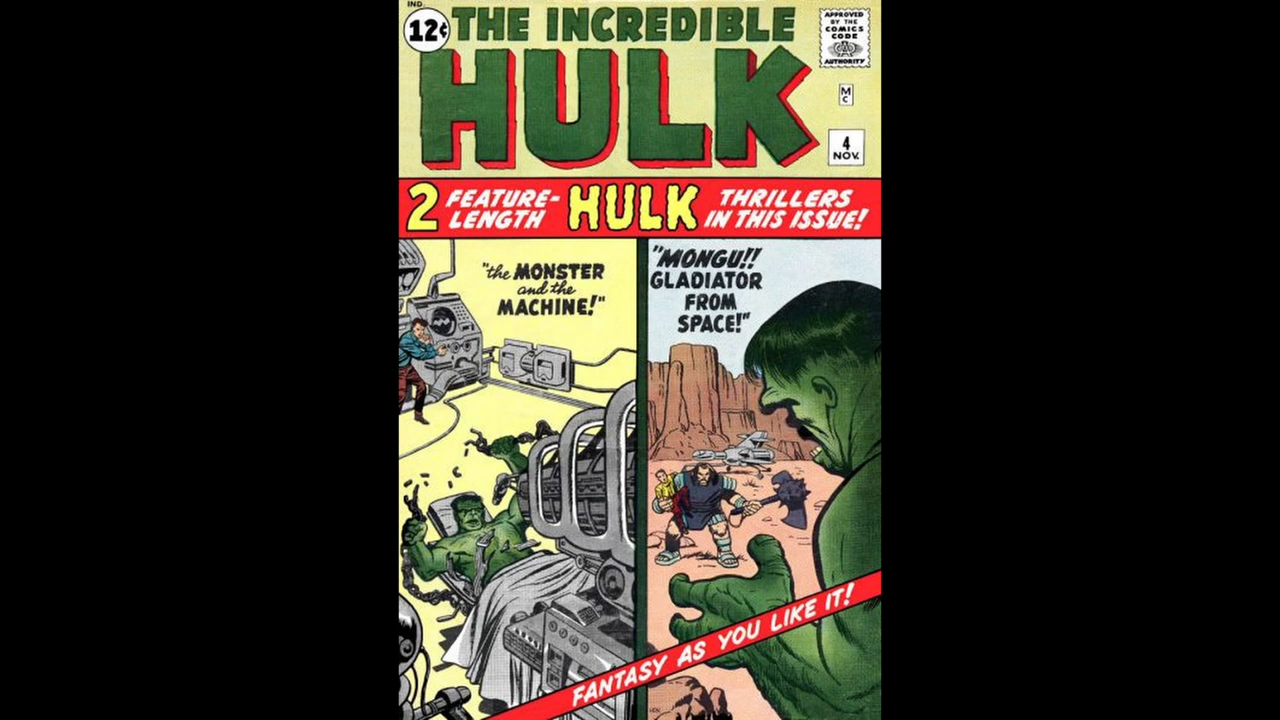 IND.
12¢
THE INCREDIBLE
HULK
APPROVED
BY THE
COMICS
CODE
AUTHORITY
M
C
4
NOV.
2 FEATURE-
LENGTH
HULK
THRILLERS
IN THIS ISSUE!
"the MONSTER
and the
MACHINE!"
"MONGU!!
GLADIATOR
FROM
SPACE!"
FANTASY AS YOU LIKE IT!